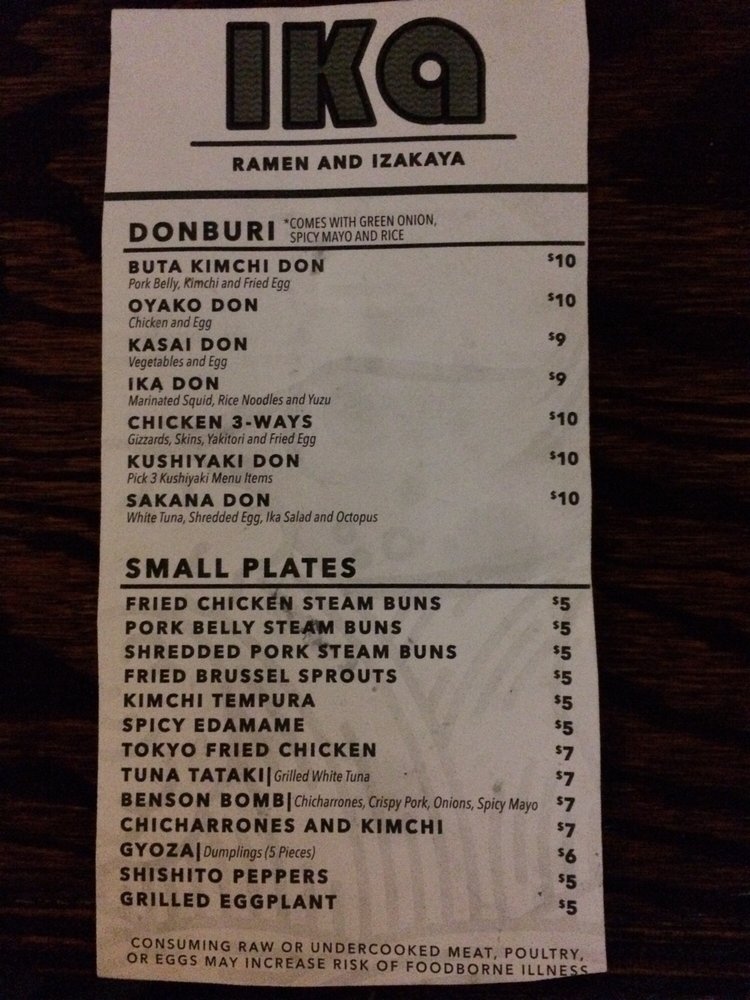 IKA
RAMEN AND IZAKAYA
DONBURI *COMES WITH GREEN ONION,
SPICY MAYO AND RICE
BUTA KIMCHI DON $10
Pork Belly, Kimchi and Fried Egg
OYAKO DON $10
Chicken and Egg
KASAI DON $9
Vegetables and Egg
IKA DON $9
Marinated Squid, Rice Noodles and Yuzu
CHICKEN 3-WAYS $10
Gizzards, Skins, Yakitori and Fried Egg
KUSHIYAKI DON $10
Pick 3 Kushiyaki Menu Items
SAKANA DON $10
White Tuna, Shredded Egg, Ika Salad and Octopus
SMALL PLATES
FRIED CHICKEN STEAM BUNS $5
PORK BELLY STEAM BUNS $5
SHREDDED PORK STEAM BUNS $5
FRIED BRUSSEL SPROUTS $5
KIMCHI TEMPURA $5
SPICY EDAMAME $5
TOKYO FRIED CHICKEN $7
TUNA TATAKI|Grilled White Tuna $7
BENSON BOMB|Chicharrones, Crispy Pork, Onions, Spicy Mayo $7
CHICHARRONES AND KIMCHI $7
GYOZA|Dumplings (5 Pieces) $6
SHISHITO PEPPERS $5
GRILLED EGGPLANT $5
CONSUMING RAW OR UNDERCOOKED MEAT, POULTRY,
OR EGGS MAY INCREASE RISK OF FOODBORNE ILLNESS